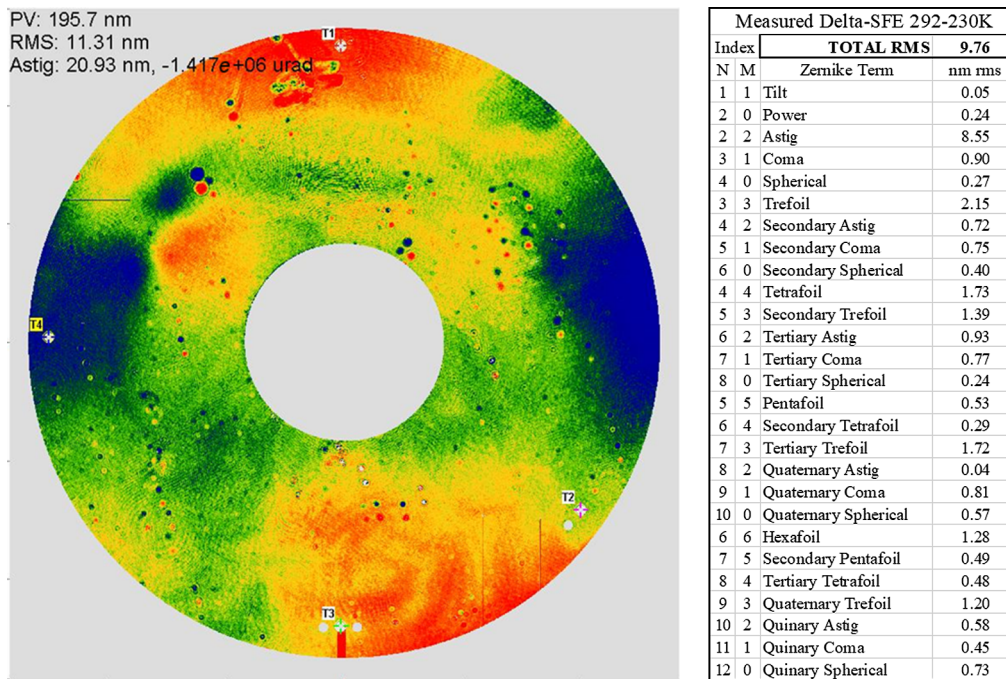 PV: 195.7 nm
RMS: 11.31 nm
Astig: 20.93 nm, -1.417e+06 urad
T1
T4
T2
T3
Measured Delta-SFE 292-230K
Index TOTAL RMS 9.76
N M Zernike Term nm rms
1 1 Tilt 0.05
2 0 Power 0.24
2 2 Astig 8.55
3 1 Coma 0.90
4 0 Spherical 0.27
3 3 Trefoil 2.15
4 2 Secondary Astig 0.72
5 1 Secondary Coma 0.75
6 0 Secondary Spherical 0.40
4 4 Tetrafoil 1.73
5 3 Secondary Trefoil 1.39
6 2 Tertiary Astig 0.93
7 1 Tertiary Coma 0.77
8 0 Tertiary Spherical 0.24
5 5 Pentafoil 0.53
6 4 Secondary Tetrafoil 0.29
7 3 Tertiary Trefoil 1.72
8 2 Quaternary Astig 0.04
9 1 Quaternary Coma 0.81
10 0 Quaternary Spherical 0.57
6 6 Hexafoil 1.28
7 5 Secondary Pentafoil 0.49
8 4 Tertiary Tetrafoil 0.48
9 3 Quaternary Trefoil 1.20
10 2 Quinary Astig 0.58
11 1 Quinary Coma 0.45
12 0 Quinary Spherical 0.73